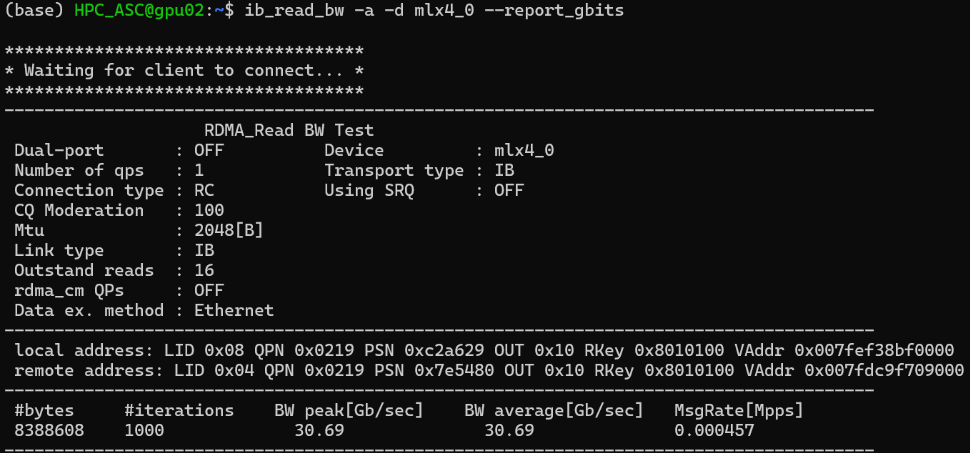 (base) HPC_ASC@gpu02:~$ ib_read_bw -a -d mlx4_0 --report_gbits
************************************
* Waiting for client to connect... *
************************************
---------------------------------------------------------------------------------------
RDMA_Read BW Test
Dual-port : OFF Device : mlx4_0
Number of qps : 1 Transport type : IB
Connection type : RC Using SRQ : OFF
CQ Moderation : 100
Mtu : 2048[B]
Link type : IB
Outstand reads : 16
rdma_cm QPs : OFF
Data ex. method : Ethernet
---------------------------------------------------------------------------------------
local address: LID 0x08 QPN 0x0219 PSN 0xc2a629 OUT 0x10 RKey 0x8010100 VAddr 0x007fef38bf0000
remote address: LID 0x04 QPN 0x0219 PSN 0x7e5480 OUT 0x10 RKey 0x8010100 VAddr 0x007fdc9f709000
---------------------------------------------------------------------------------------
#bytes #iterations BW peak[Gb/sec] BW average[Gb/sec] MsgRate[Mpps]
8388608 1000 30.69 30.69 0.000457
---------------------------------------------------------------------------------------